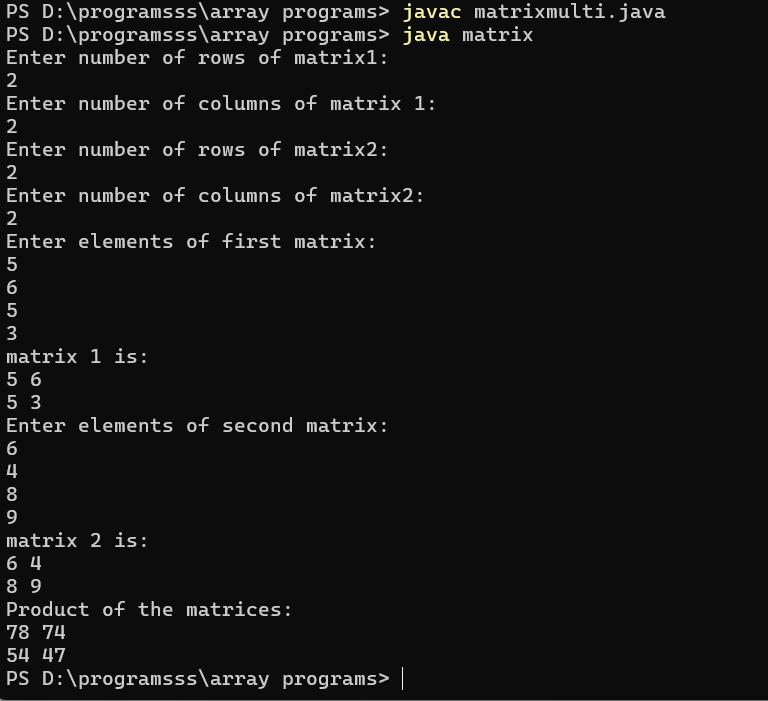 PS D:\programsss\array programs> javac matrixmulti.java
PS D:\programsss\array programs> java matrix
Enter number of rows of matrix1:
2
Enter number of columns of matrix 1:
2
Enter number of rows of matrix2:
2
Enter number of columns of matrix2:
2
Enter elements of first matrix:
5
6
5
3
matrix 1 is:
5 6
5 3
Enter elements of second matrix:
6
4
8
9
matrix 2 is:
6 4
8 9
Product of the matrices:
78 74
54 47
PS D:\programsss\array programs>